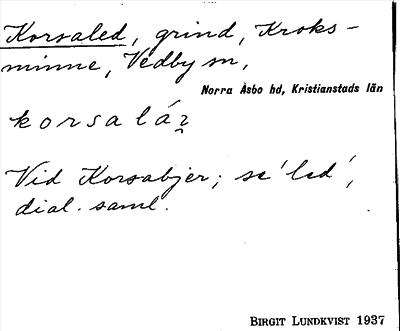 Korsaled, grind, Kroks-
minne, Vedby sn,
Norra Åsbo hd, Kristianstads län
korsalá
Vid Korsabjer; se 'led',
dial. saml.
BIRGIT LUNDKVIST 1937